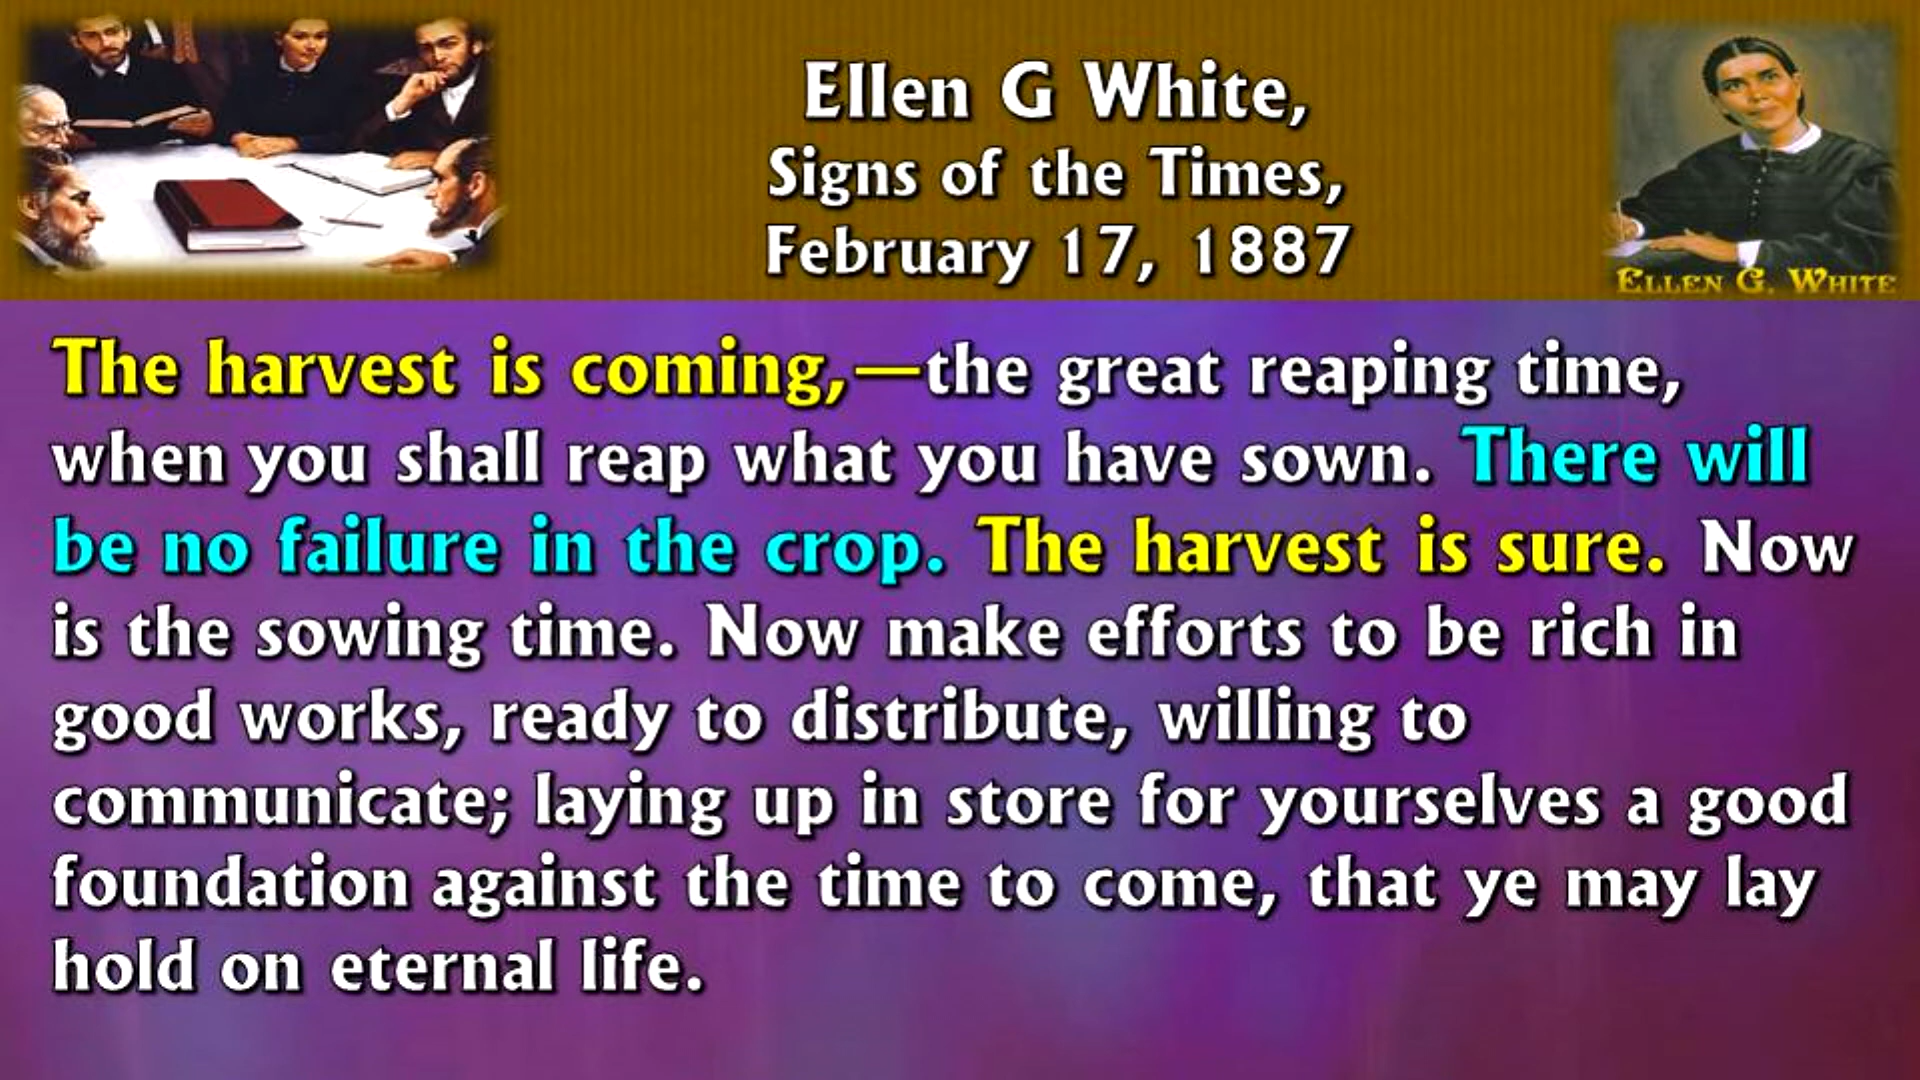 Ellen G White,
Signs of the Times,
February 17, 1887
ELLEN G. WHITE
The harvest is coming,—the great reaping time,
when you shall reap what you have sown. There will
be no failure in the crop. The harvest is sure. Now
is the sowing time. Now make efforts to be rich in
good works, ready to distribute, willing to
communicate; laying up in store for yourselves a good
foundation against the time to come, that ye may lay
hold on eternal life.